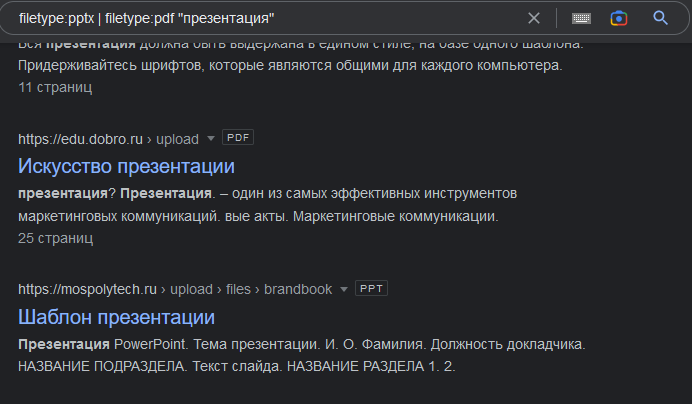 filetype:pptx | filetype:pdf "презентация"
Вся презентация должна быть выдержана в едином стиле, на базе одного шаблона.
Придерживайтесь шрифтов, которые являются общими для каждого компьютера.
11 страниц
https://edu.dobro.ru › upload PDF
Искусство презентации
презентация? Презентация. – один из самых эффективных инструментов
маркетинговых коммуникаций. вые акты. Маркетинговые коммуникации.
25 страниц
https://mospolytech.ru › upload › files › brandbook PPT
Шаблон презентации
Презентация PowerPoint. Тема презентации. И. О. Фамилия. Должность докладчика.
НАЗВАНИЕ ПОДРАЗДЕЛА. Текст слайда. НАЗВАНИЕ РАЗДЕЛА 1. 2.